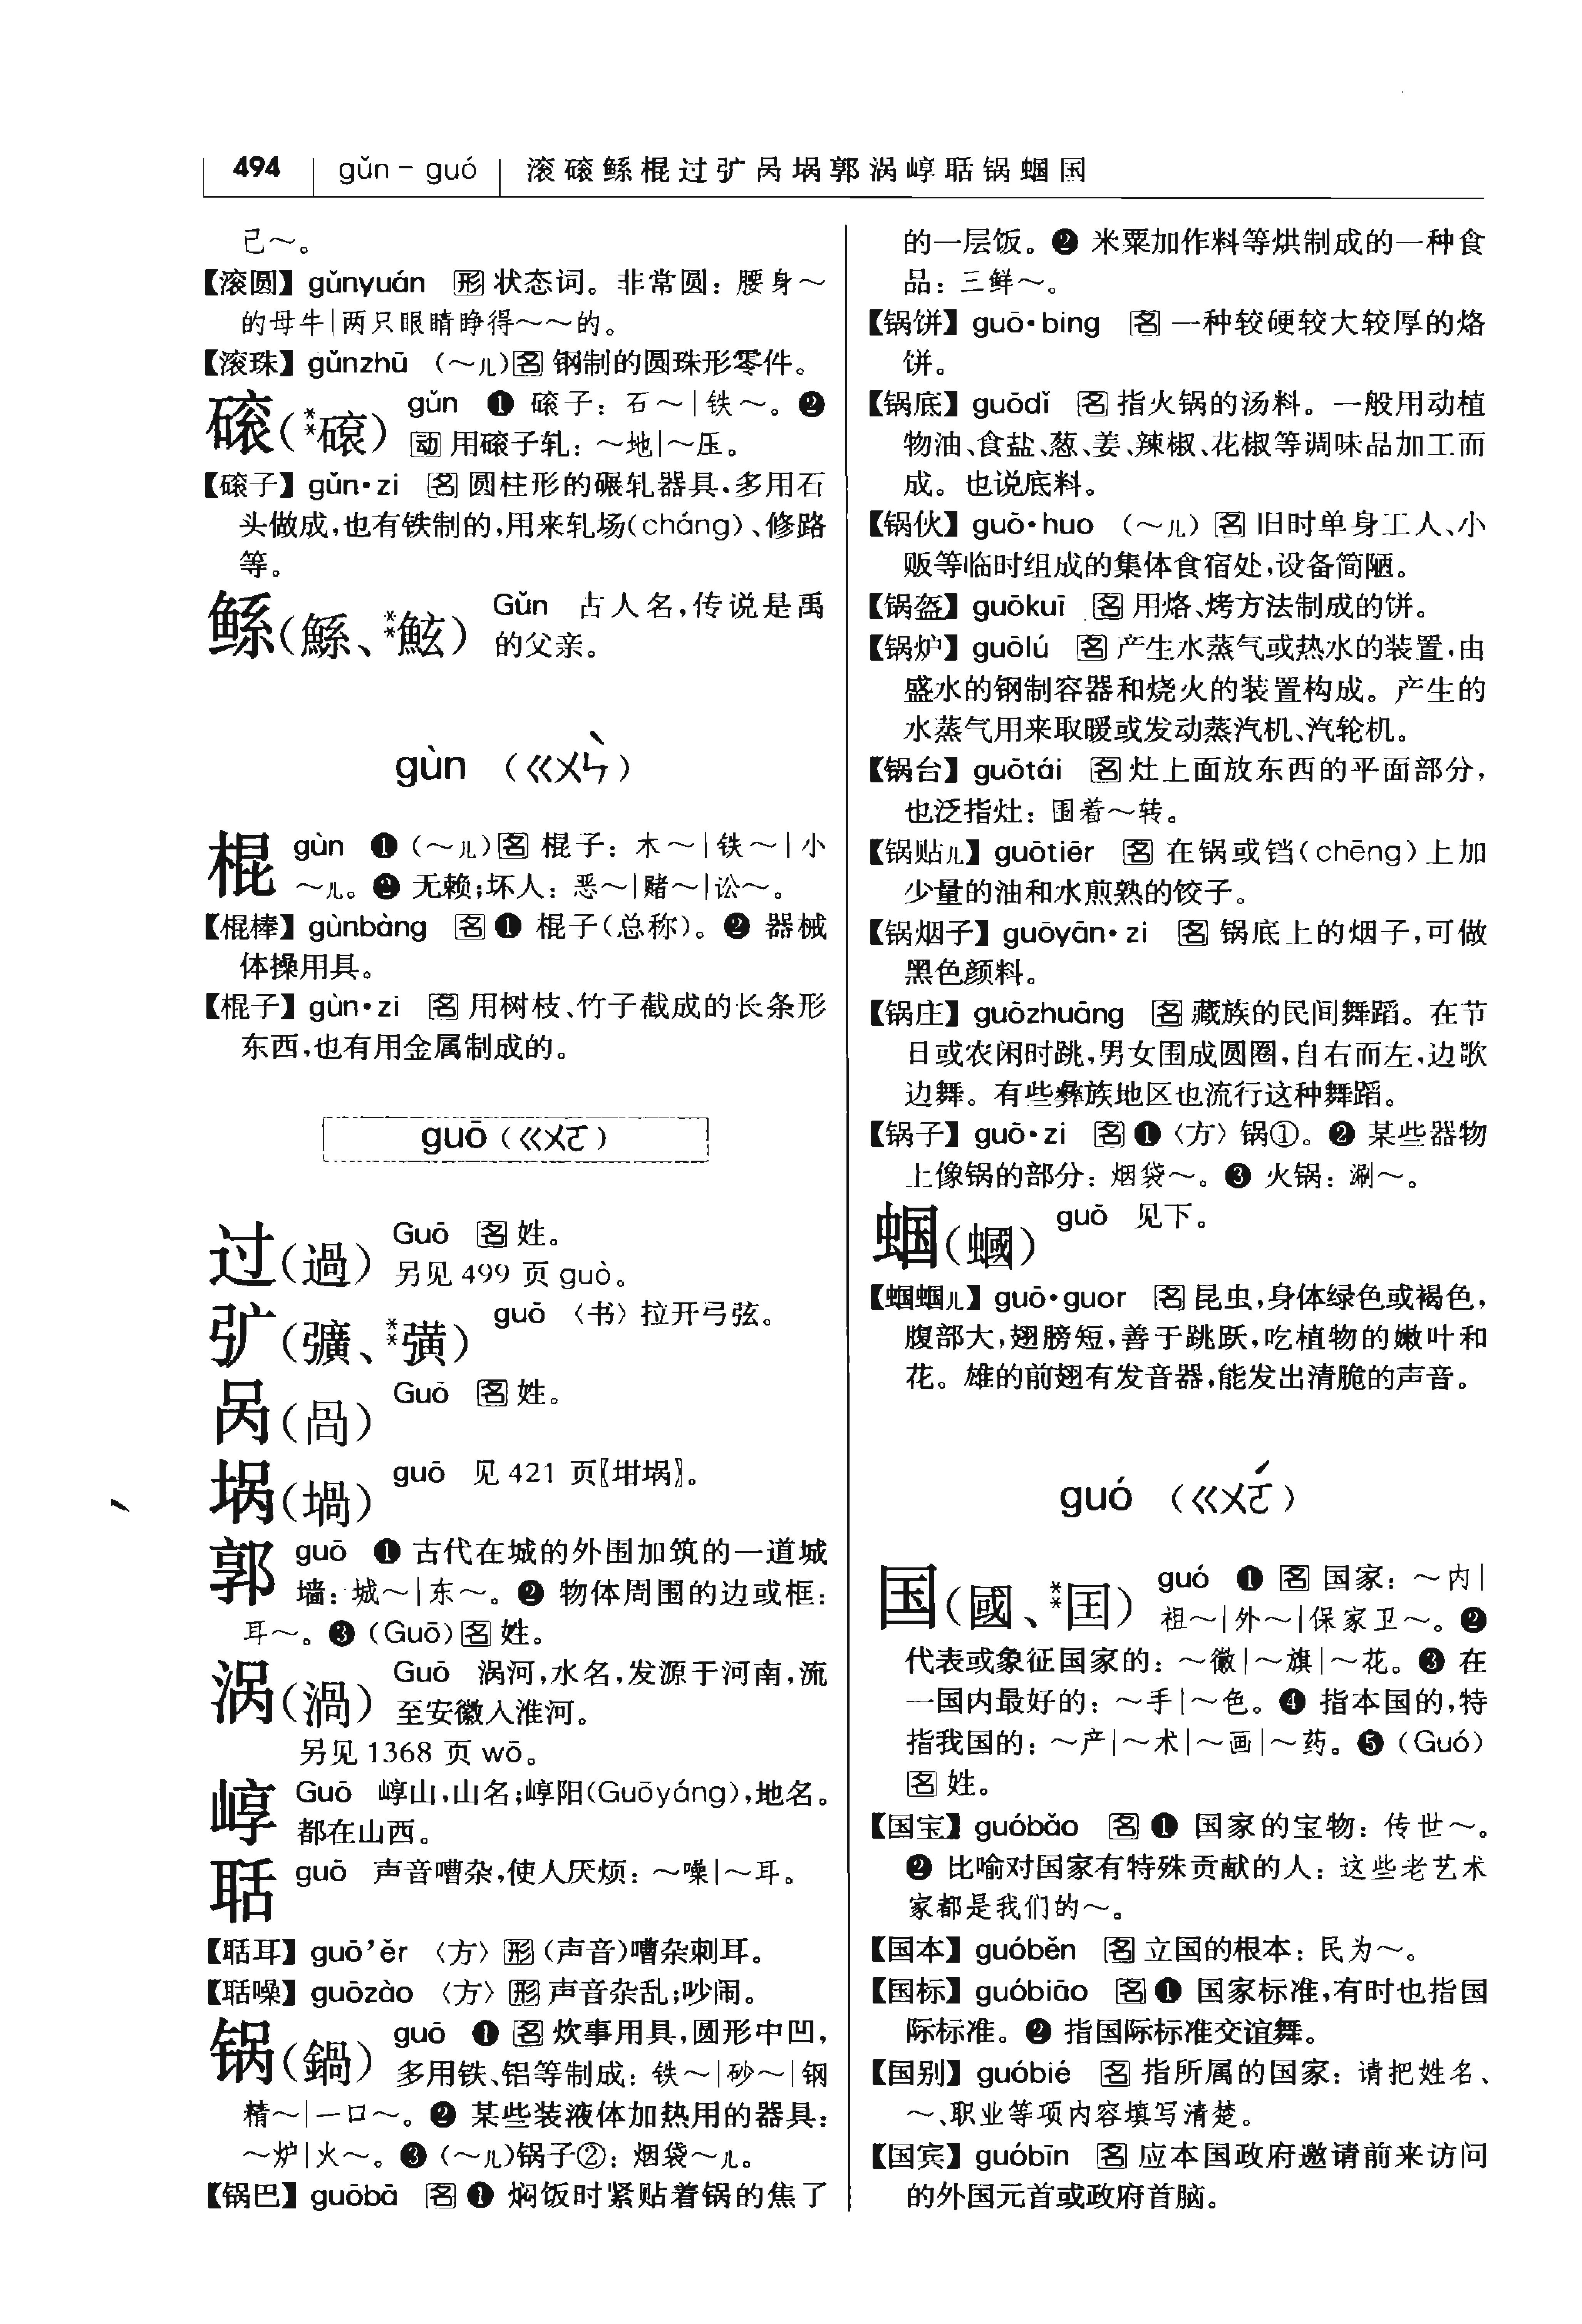 494 gǔn－guó 滚磙鲧棍过彍呙埚郭涡崞聒锅蝈国
已～。
【滚圆】gǔnyuán 形 状态词。非常圆：腰身～
的母牛|两只眼睛睁得～～的。
【滚珠】gǔnzhū （～儿）名 钢制的圆珠形零件。
磙（**磙） gǔn ❶ 磙子：石～|铁～。❷
动 用磙子轧：～地|～压。
【磙子】gǔn·zi 名 圆柱形的碾轧器具，多用石
头做成，也有铁制的，用来轧场（cháng）、修路
等。
鲧（鯀、**鮌） Gǔn 古人名，传说是禹
的父亲。
gùn （ㄍㄨㄣˋ）
棍 gùn ❶（～儿）名 棍子：木～|铁～|小
～儿。❷ 无赖；坏人：恶～|赌～|讼～。
【棍棒】gùnbàng 名 ❶ 棍子（总称）。❷ 器械
体操用具。
【棍子】gùn·zi 名 用树枝、竹子截成的长条形
东西，也有用金属制成的。
guō（ㄍㄨㄛ）
过（過） Guō 名 姓。
另见 499 页 guò。
彍（彉、**彍） guō 〈书〉拉开弓弦。
呙（咼） Guō 名 姓。
埚（堝） guō 见 421 页〖坩埚〗。
郭 guō ❶ 古代在城的外围加筑的一道城
墙：城～|东～。❷ 物体周围的边或框：
耳～。❸（Guō）名 姓。
涡（渦） Guō 涡河，水名，发源于河南，流
至安徽入淮河。
另见 1368 页 wō。
崞 Guō 崞山，山名；崞阳（Guōyáng），地名。
都在山西。
聒 guō 声音嘈杂，使人厌烦：～噪|～耳。
【聒耳】guō’ěr 〈方〉形（声音）嘈杂刺耳。
【聒噪】guōzào 〈方〉形 声音杂乱；吵闹。
锅（鍋） guō ❶ 名 炊事用具，圆形中凹，
多用铁、铝等制成：铁～|砂～|钢
精～|一口～。❷ 某些装液体加热用的器具：
～炉|火～。❸（～儿）锅子②：烟袋～儿。
【锅巴】guōbā 名 ❶ 焖饭时紧贴着锅的焦了
的一层饭。❷ 米粟加作料等烘制成的一种食
品：三鲜～。
【锅饼】guō·bing 名 一种较硬较大较厚的烙
饼。
【锅底】guōdǐ 名 指火锅的汤料。一般用动植
物油、食盐、葱、姜、辣椒、花椒等调味品加工而
成。也说底料。
【锅伙】guō·huo （～儿）名 旧时单身工人、小
贩等临时组成的集体食宿处，设备简陋。
【锅盔】guōkuī 名 用烙、烤方法制成的饼。
【锅炉】guōlú 名 产生水蒸气或热水的装置，由
盛水的钢制容器和烧火的装置构成。产生的
水蒸气用来取暖或发动蒸汽机、汽轮机。
【锅台】guōtái 名 灶上面放东西的平面部分，
也泛指灶：围着～转。
【锅贴儿】guōtiēr 名 在锅或铛（chēng）上加
少量的油和水煎熟的饺子。
【锅烟子】guōyān·zi 名 锅底上的烟子，可做
黑色颜料。
【锅庄】guōzhuāng 名 藏族的民间舞蹈。在节
日或农闲时跳，男女围成圆圈，自右而左，边歌
边舞。有些彝族地区也流行这种舞蹈。
【锅子】guō·zi 名 ❶〈方〉锅①。❷ 某些器物
上像锅的部分：烟袋～。❸ 火锅：涮～。
蝈（蟈） guō 见下。
【蝈蝈儿】guō·guor 名 昆虫，身体绿色或褐色，
腹部大，翅膀短，善于跳跃，吃植物的嫩叶和
花。雄的前翅有发音器，能发出清脆的声音。
guó （ㄍㄨㄛˊ）
国（國、**囯） guó ❶ 名 国家：～内|
祖～|外～|保家卫～。❷
代表或象征国家的：～徽|～旗|～花。❸ 在
一国内最好的：～手|～色。❹ 指本国的，特
指我国的：～产|～术|～画|～药。❺（Guó）
名 姓。
【国宝】guóbǎo 名 ❶ 国家的宝物：传世～。
❷ 比喻对国家有特殊贡献的人：这些老艺术
家都是我们的～。
【国本】guóběn 名 立国的根本：民为～。
【国标】guóbiāo 名 ❶ 国家标准，有时也指国
际标准。❷ 指国际标准交谊舞。
【国别】guóbié 名 指所属的国家：请把姓名、
～、职业等项内容填写清楚。
【国宾】guóbīn 名 应本国政府邀请前来访问
的外国元首或政府首脑。